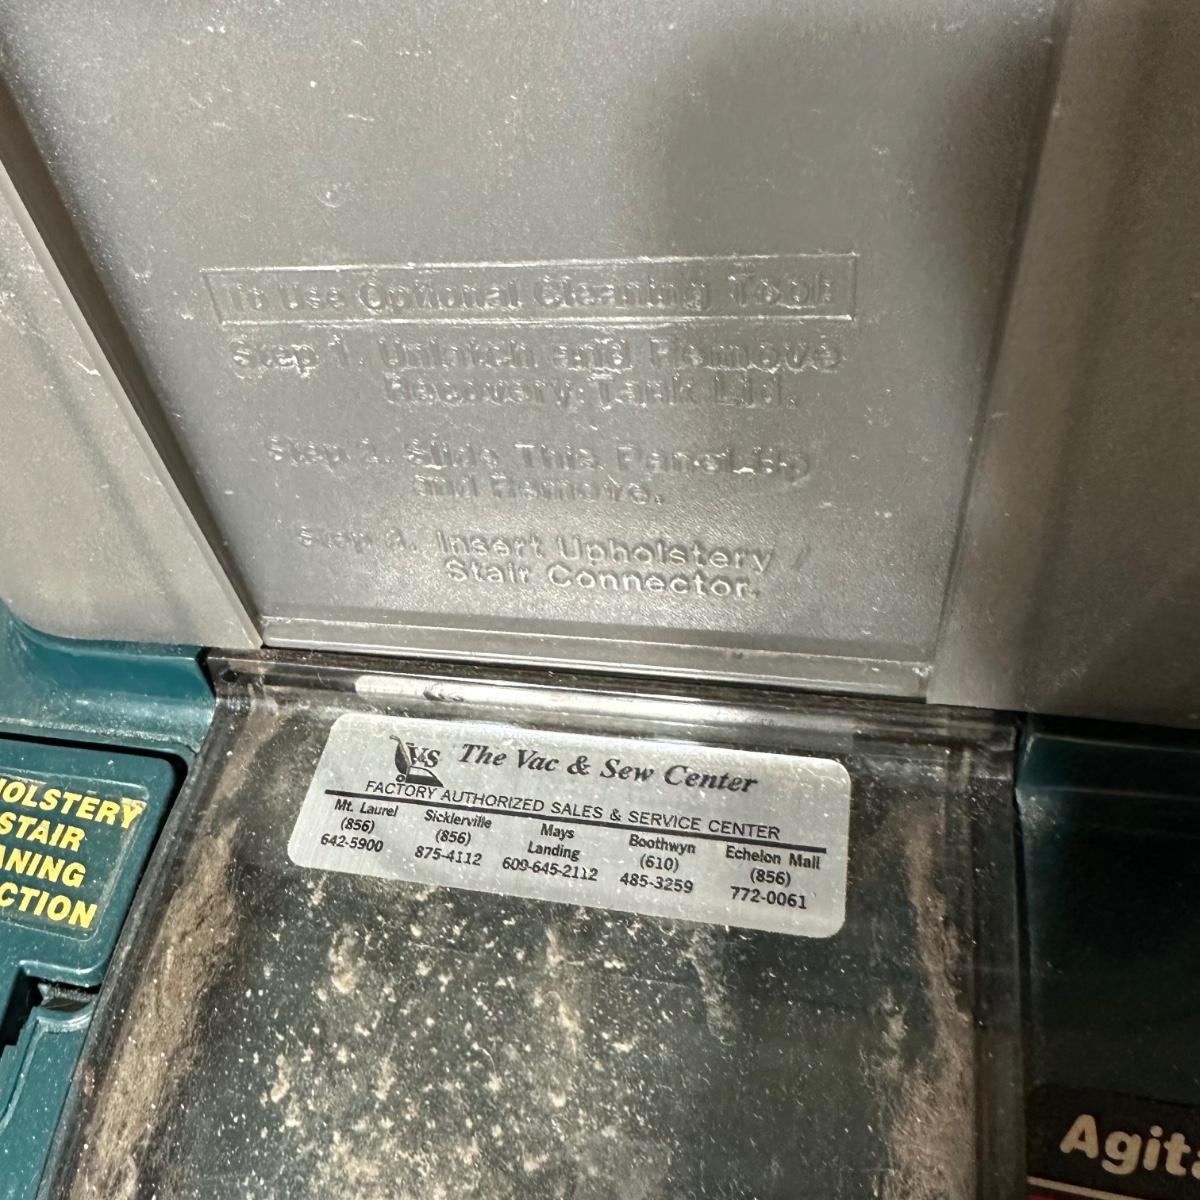 To Use Optional Cleaning Tool:
Step 1. Unlatch and Remove
Recovery Tank Lid.
Step 2. Slide This Panel Up
and Remove.
Step 3. Insert Upholstery /
Stair Connector.
V&S The Vac & Sew Center
FACTORY AUTHORIZED SALES & SERVICE CENTER
Mt. Laurel
(856)
642-5900
Sicklerville
(856)
875-4112
Mays
Landing
609-645-2112
Boothwyn
(610)
485-3259
Echelon Mall
(856)
772-0061
HOLSTERY
STAIR
ANING
CTION
Agita